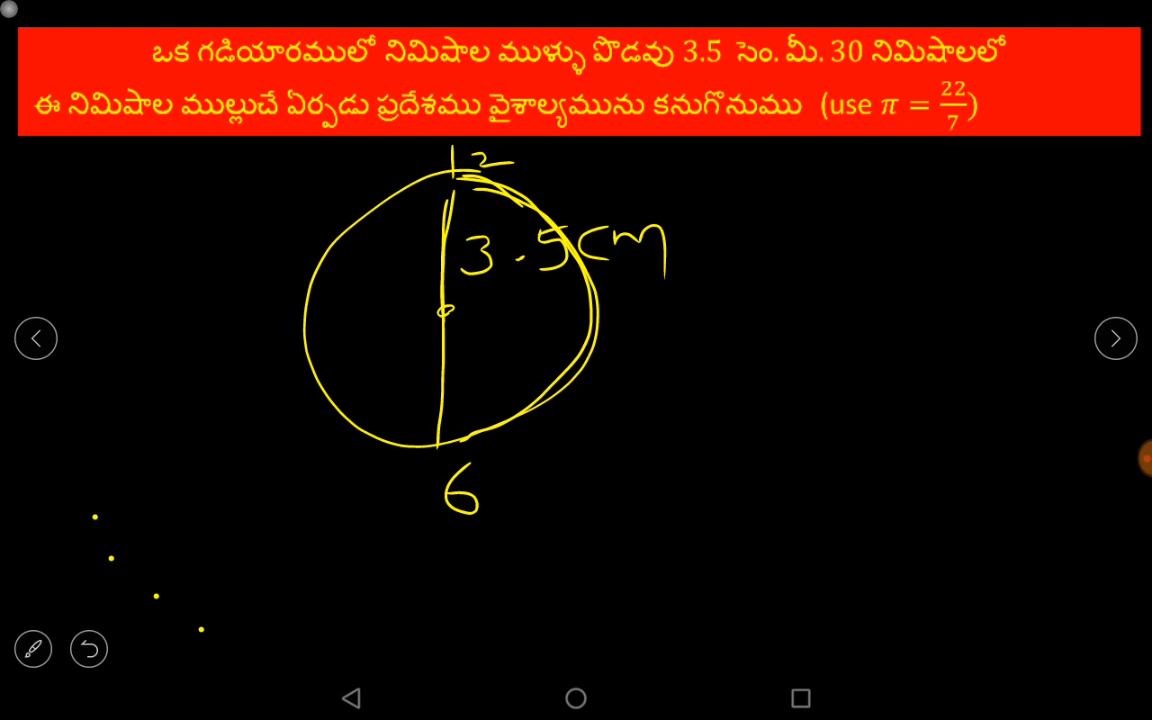 ఒక గడియారములో నిమిషాల ముళ్ళు పొడవు 3.5 సెం. మీ. 30 నిమిషాలలో
ఈ నిమిషాల ముల్లుచే ఏర్పడు ప్రదేశము వైశాల్యమును కనుగొనుము (use π = 22/7)
12
3.5cm
6